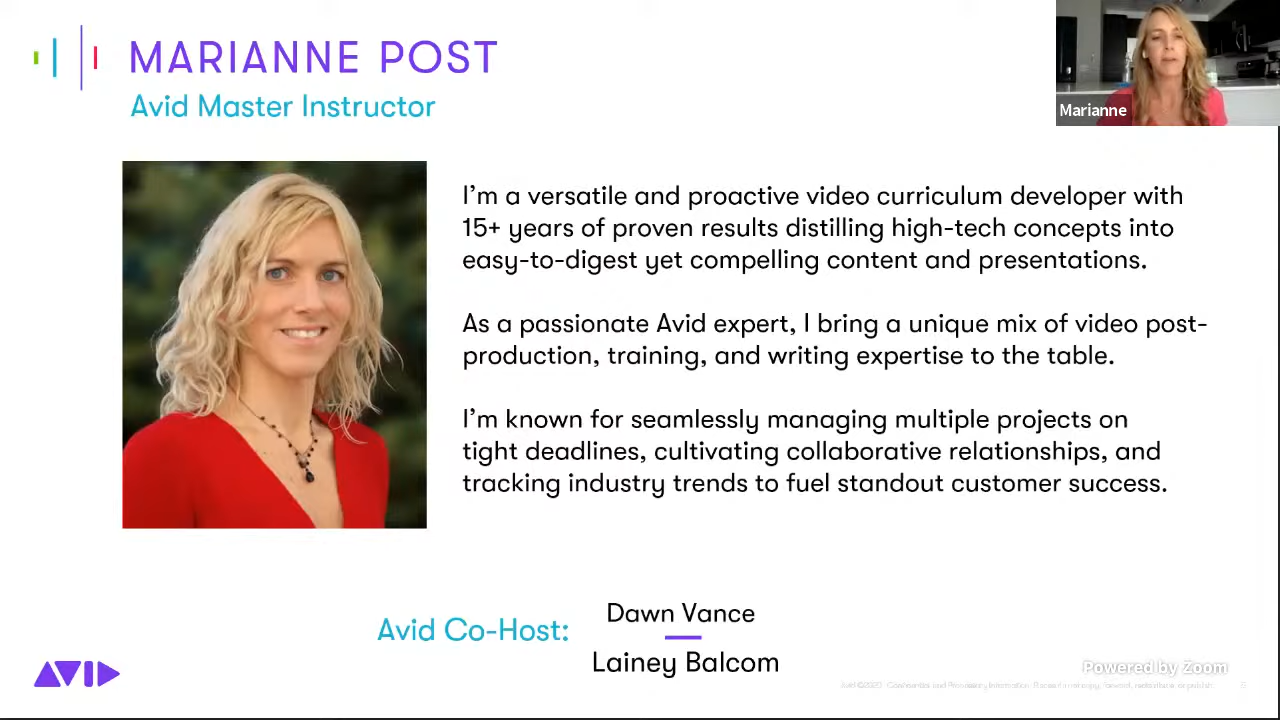 MARIANNE POST
Avid Master Instructor
Marianne
I'm a versatile and proactive video curriculum developer with
15+ years of proven results distilling high-tech concepts into
easy-to-digest yet compelling content and presentations.
As a passionate Avid expert, I bring a unique mix of video post-
production, training, and writing expertise to the table.
I'm known for seamlessly managing multiple projects on
tight deadlines, cultivating collaborative relationships, and
tracking industry trends to fuel standout customer success.
Avid Co-Host:
Dawn Vance
Lainey Balcom
AVID
Powered by Zoom